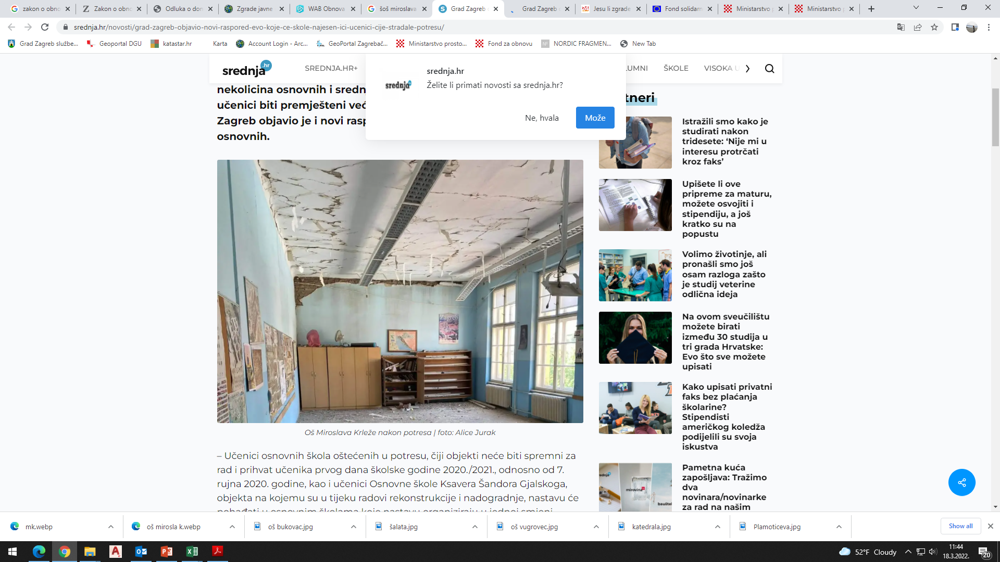 zakon o obno
Zakon o obno
Odluka o don
Zgrade javne
WAB Obnova
šoš miroslava
Grad Zagreb
Grad Zagreb
Jesu li zgrade
Fond solidarn
Ministarstvo
Ministarstvo
srednja.hr/novosti/grad-zagreb-objavio-novi-raspored-evo-koje-ce-skole-najesen-ici-ucenici-cije-stradale-potresu/
Grad Zagreb službe...
Geoportal DGU
katastar.hr
Karta
Account Login - Arc...
GeoPortal Zagrebač...
Ministarstvo prosto...
Fond za obnovu
NORDIC FRAGMEN...
New Tab
srednja.hr
SREDNJA.HR+
LUMNI
ŠKOLE
VISOKA U
srednja.hr
srednja
Želite li primati novosti sa srednja.hr?
Ne, hvala
Može
nekolicina osnovnih i sredn
učenici biti premješteni već
Zagreb objavio je i novi rasp
osnovnih.
Zagreb
Oš Miroslava Krleže nakon potresa | foto: Alice Jurak
– Učenici osnovnih škola oštećenih u potresu, čiji objekti neće biti spremni za
rad i prihvat učenika prvog dana školske godine 2020./2021., odnosno od 7.
rujna 2020. godine, kao i učenici Osnovne škole Ksavera Šandora Gjalskoga,
objekta na kojemu su u tijeku radovi rekonstrukcije i nadogradnje, nastavu će
pohađati u osnovnim školama koje nastavu organiziraju u jednoj smjeni
tneri
Istražili smo kako je
studirati nakon
tridesete: ‘Nije mi u
interesu protrčati
kroz faks’
Upišete li ove
pripreme za maturu,
možete osvojiti i
stipendiju, a još
kratko su na
popustu
Volimo životinje, ali
pronašli smo još
osam razloga zašto
je studij veterine
odlična ideja
Na ovom sveučilištu
možete birati
između 30 studija u
tri grada Hrvatske:
Evo što sve možete
upisati
Kako upisati privatni
faks bez plaćanja
školarine?
Stipendisti
američkog koledža
podijelili su svoja
iskustva
mirovina
bauštel
Pametna kuća
zapošljava: Tražimo
dva
novinara/novinarke
za rad na našim
mk.webp
oš mirosla k.webp
oš bukovac.jpg
šalata.jpg
oš vugrovec.jpg
katedrala.jpg
Plamoticeva.jpg
Show all
52°F Cloudy
11:44
18.3.2022.
20